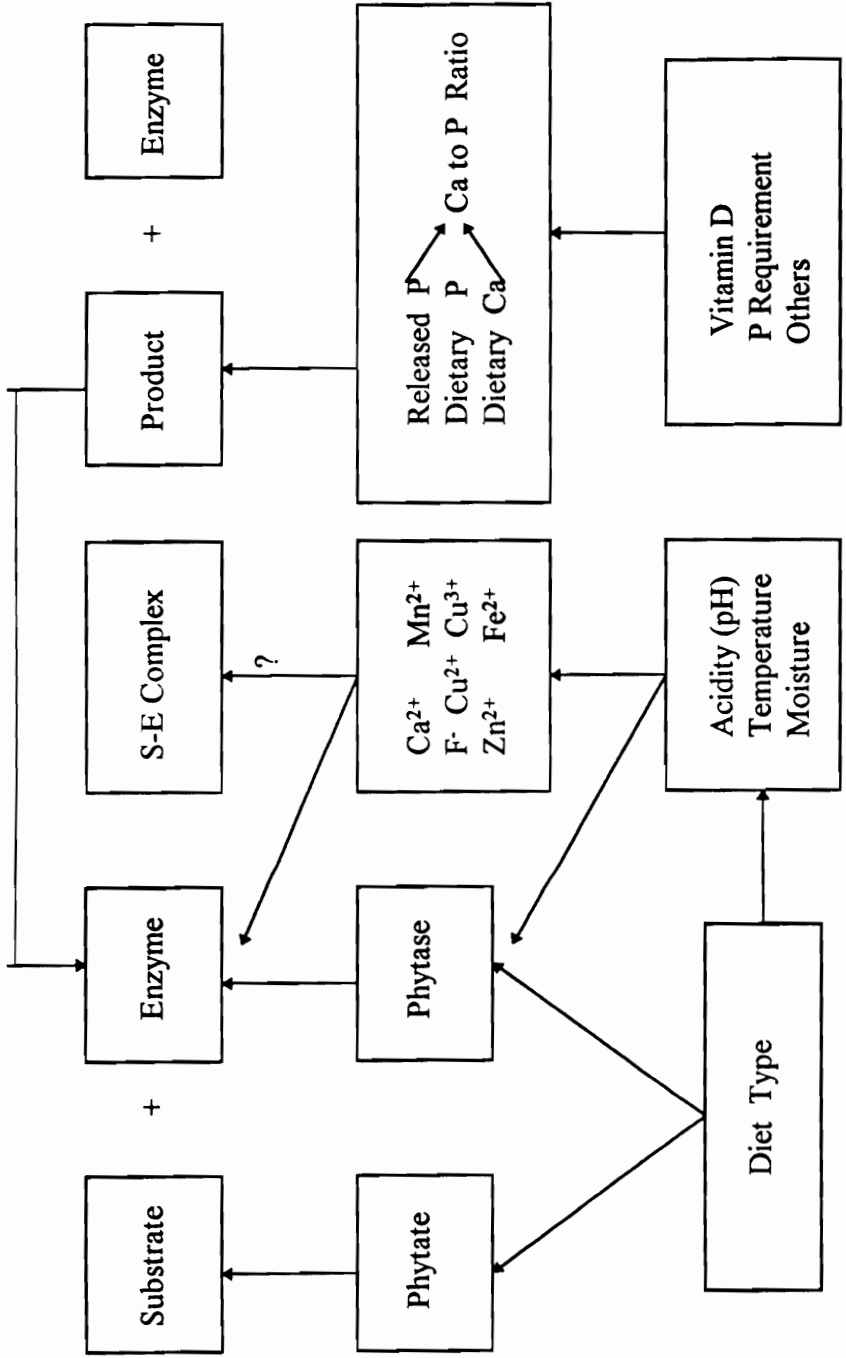 Substrate
+
Enzyme
S-E Complex
Product
+
Enzyme
Phytate
Phytase
?
Ca²⁺ Mn²⁺
F⁻ Cu²⁺ Cu³⁺
Zn²⁺ Fe²⁺
Released P
Dietary P
Dietary Ca
Ca to P Ratio
Diet Type
Acidity (pH)
Temperature
Moisture
Vitamin D
P Requirement
Others